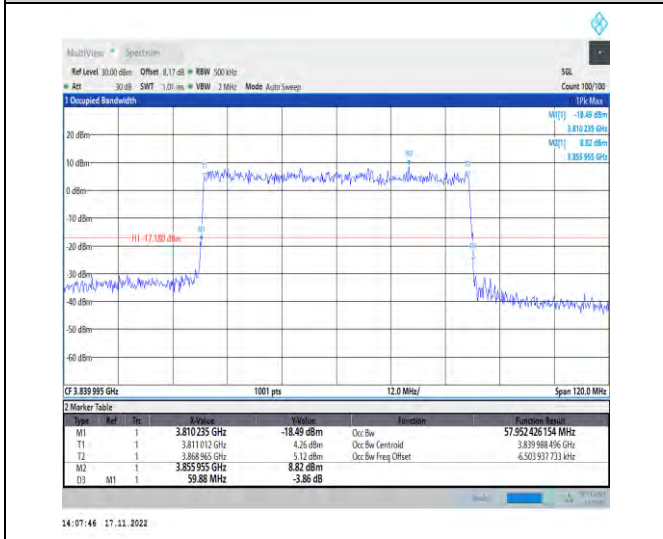 MultiView Spectrum
Ref Level 30.00 dBm Offset 8.17 dB RBW 500 kHz SGL
Att 30 dB SWT 1.01 ms VBW 2 MHz Mode Auto Sweep Count 100/100
1 Occupied Bandwidth 1Pk Max
M1[1] -18.49 dBm
3.810 235 GHz
M2[1] 8.82 dBm
3.855 955 GHz
20 dBm
M2
10 dBm
T1
0 dBm
-10 dBm
M1
H1 -17.180 dBm
-20 dBm
D3
-30 dBm
-40 dBm
-50 dBm
-60 dBm
CF 3.839 995 GHz 1001 pts 12.0 MHz/ Span 120.0 MHz
2 Marker Table
Type Ref Trc X-Value Y-Value Function Function Result
M1 1 3.810 235 GHz -18.49 dBm Occ Bw 57.952 426 154 MHz
T1 1 3.811 012 GHz 4.26 dBm Occ Bw Centroid 3.839 988 496 GHz
T2 1 3.868 965 GHz 5.12 dBm Occ Bw Freq Offset -6.503 937 733 kHz
M2 1 3.855 955 GHz 8.82 dBm
D3 M1 1 59.88 MHz -3.86 dB
14:07:46 17.11.2022